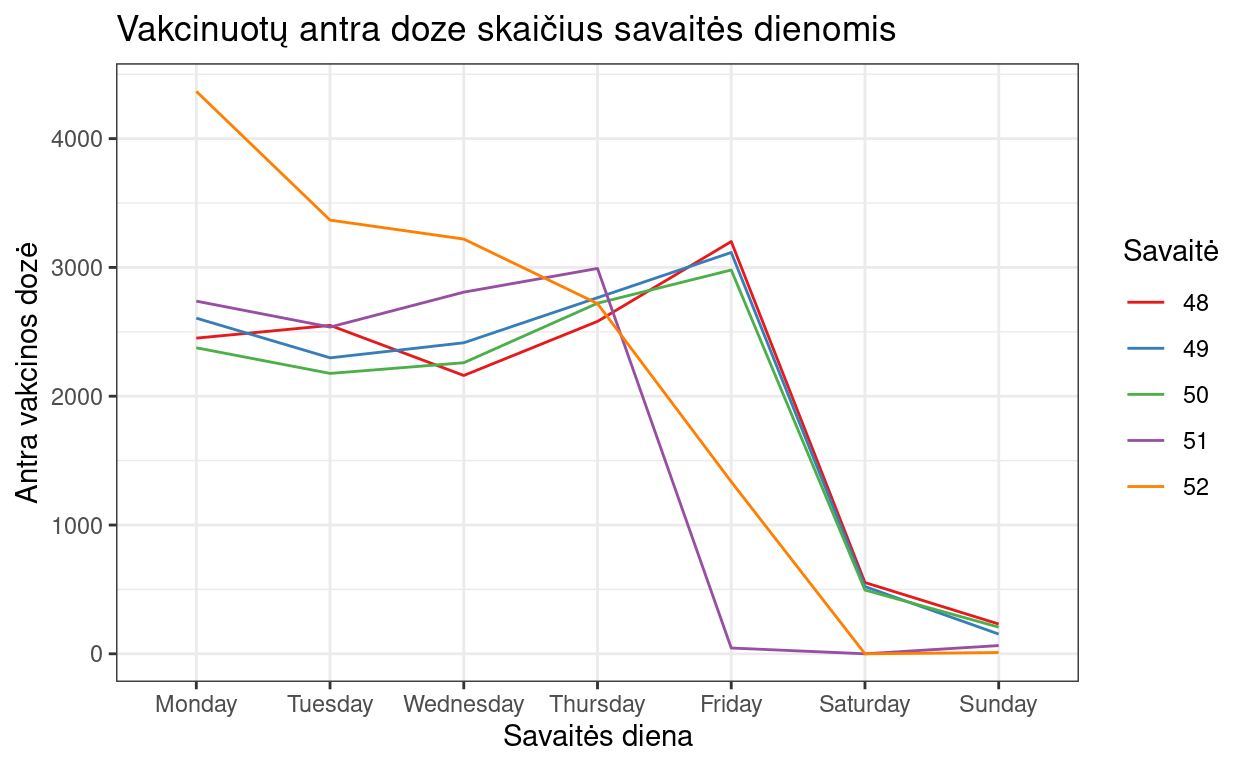 Vakcinuotų antra doze skaičius savaitės dienomis
Antra vakcinos dozė
4000
3000
2000
1000
0
Monday
Tuesday
Wednesday
Thursday
Friday
Saturday
Sunday
Savaitės diena
Savaitė
48
49
50
51
52